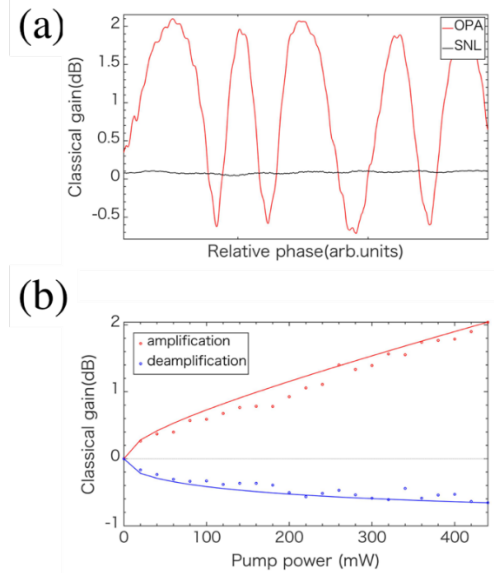 (a)
2
1.5
1
0.5
0
-0.5
Classical gain(dB)
OPA
SNL
Relative phase(arb.units)
(b)
2
1
0
-1
Classical gain(dB)
amplification
deamplification
0 100 200 300 400
Pump power (mW)